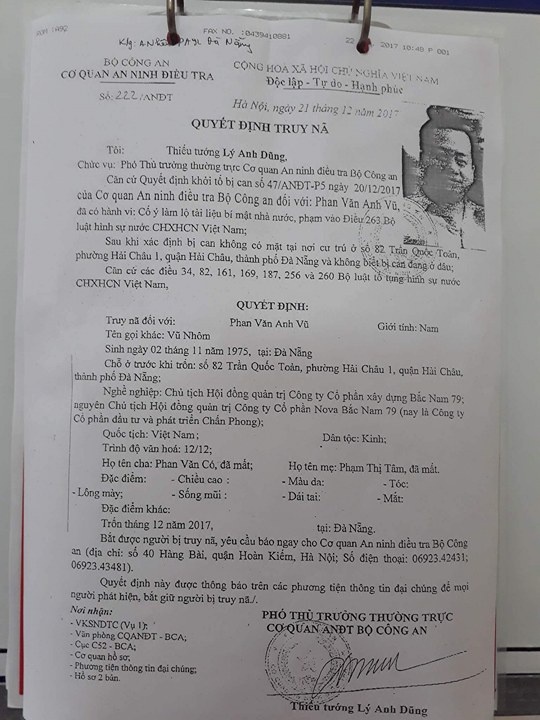 FAX NO. :0439410881
22 2017 10:40 P 001
BỘ CÔNG AN
CƠ QUAN AN NINH ĐIỀU TRA
Số: 222/ANĐT
CỘNG HOÀ XÃ HỘI CHỦ NGHĨA VIỆT NAM
Độc lập - Tự do - Hạnh phúc
Hà Nội, ngày 21 tháng 12 năm 2017
QUYẾT ĐỊNH TRUY NÃ
Tôi: Thiếu tướng Lý Anh Dũng,
Chức vụ: Phó Thủ trưởng thường trực Cơ quan An ninh điều tra Bộ Công an
Căn cứ Quyết định khởi tố bị can số 47/ANĐT-P5 ngày 20/12/2017
của Cơ quan An ninh điều tra Bộ Công an đối với: Phan Văn Anh Vũ,
đã có hành vi: Cố ý làm lộ tài liệu bí mật nhà nước, phạm vào Điều 263 Bộ
luật hình sự nước CHXHCN Việt Nam;
Sau khi xác định bị can không có mặt tại nơi cư trú ở số 82 Trần Quốc Toản,
phường Hải Châu 1, quận Hải Châu, thành phố Đà Nẵng và không biết bị can đang ở đâu;
Căn cứ các điều 34, 82, 161, 169, 187, 256 và 260 Bộ luật tố tụng hình sự nước
CHXHCN Việt Nam,
QUYẾT ĐỊNH:
Truy nã đối với: Phan Văn Anh Vũ Giới tính: Nam
Tên gọi khác: Vũ Nhôm
Sinh ngày 02 tháng 11 năm 1975, tại: Đà Nẵng
Chỗ ở trước khi trốn: số 82 Trần Quốc Toản, phường Hải Châu 1, quận Hải Châu,
thành phố Đà Nẵng;
Nghề nghiệp: Chủ tịch Hội đồng quản trị Công ty Cổ phần xây dựng Bắc Nam 79;
nguyên Chủ tịch Hội đồng quản trị Công ty Cổ phần Nova Bắc Nam 79 (nay là Công ty
Cổ phần đầu tư và phát triển Chấn Phong);
Quốc tịch: Việt Nam; Dân tộc: Kinh;
Trình độ văn hoá: 12/12;
Họ tên cha: Phan Văn Có, đã mất; Họ tên mẹ: Phạm Thị Tâm, đã mất.
Đặc điểm: - Chiều cao : - Màu da: - Tóc:
- Lông mày: - Sống mũi : - Dái tai: - Mắt:
Đặc điểm khác:
Trốn tháng 12 năm 2017, tại: Đà Nẵng.
Bắt được người bị truy nã, yêu cầu báo ngay cho Cơ quan An ninh điều tra Bộ Công
an (địa chỉ: số 40 Hàng Bài, quận Hoàn Kiếm, Hà Nội; Số điện thoại: 06923.42431;
06923.43481).
Quyết định này được thông báo trên các phương tiện thông tin đại chúng để mọi
người phát hiện, bắt giữ người bị truy nã./.
Nơi nhận:
- VKSNDTC (Vụ 1);
- Văn phòng CQANĐT - BCA;
- Cục C52 - BCA;
- Cơ quan hồ sơ;
- Phương tiện thông tin đại chúng;
- Hồ sơ 2 bản.
PHÓ THỦ TRƯỞNG THƯỜNG TRỰC
CƠ QUAN ANĐT BỘ CÔNG AN
Thiếu tướng Lý Anh Dũng